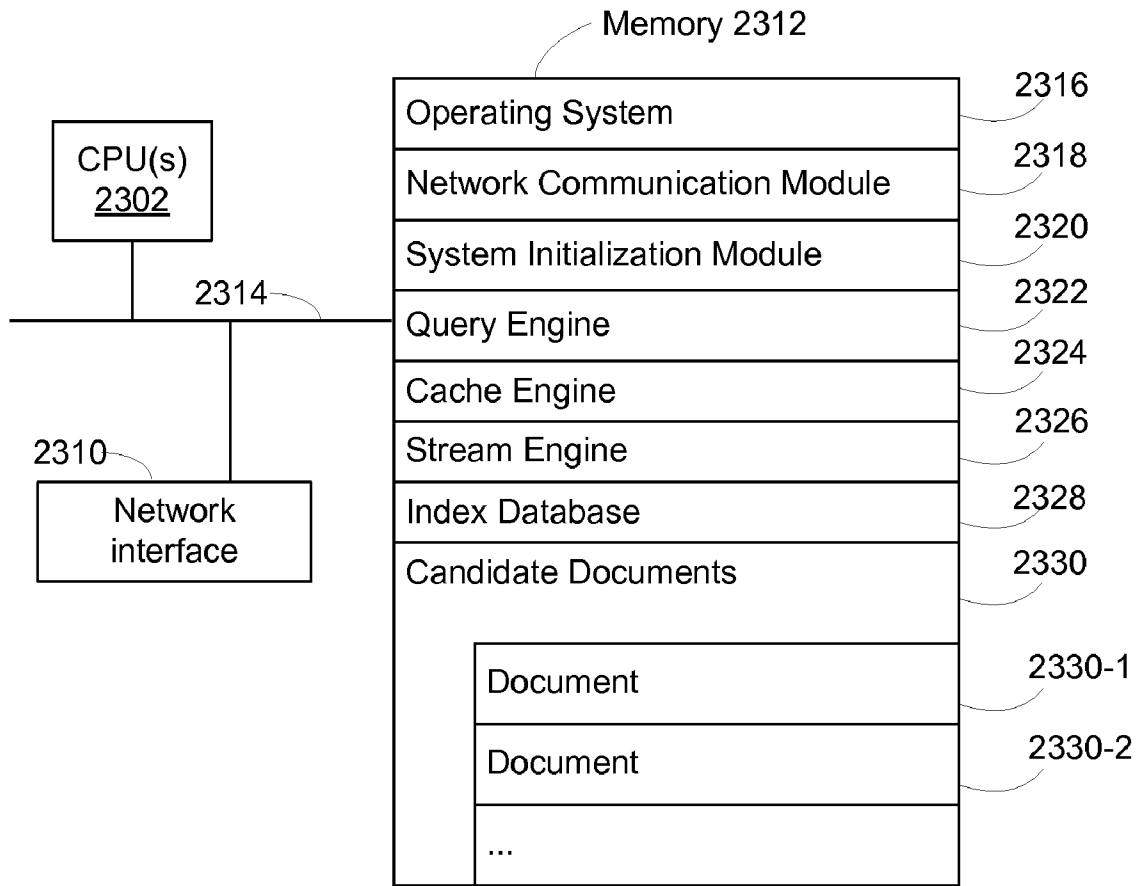 Memory 2312
Operating System
2316
CPU(s)
2302
Network Communication Module
2318
System Initialization Module
2320
2314
Query Engine
2322
Cache Engine
2324
Stream Engine
2326
2310
Network
interface
Index Database
2328
Candidate Documents
2330
Document
2330-1
Document
2330-2
...